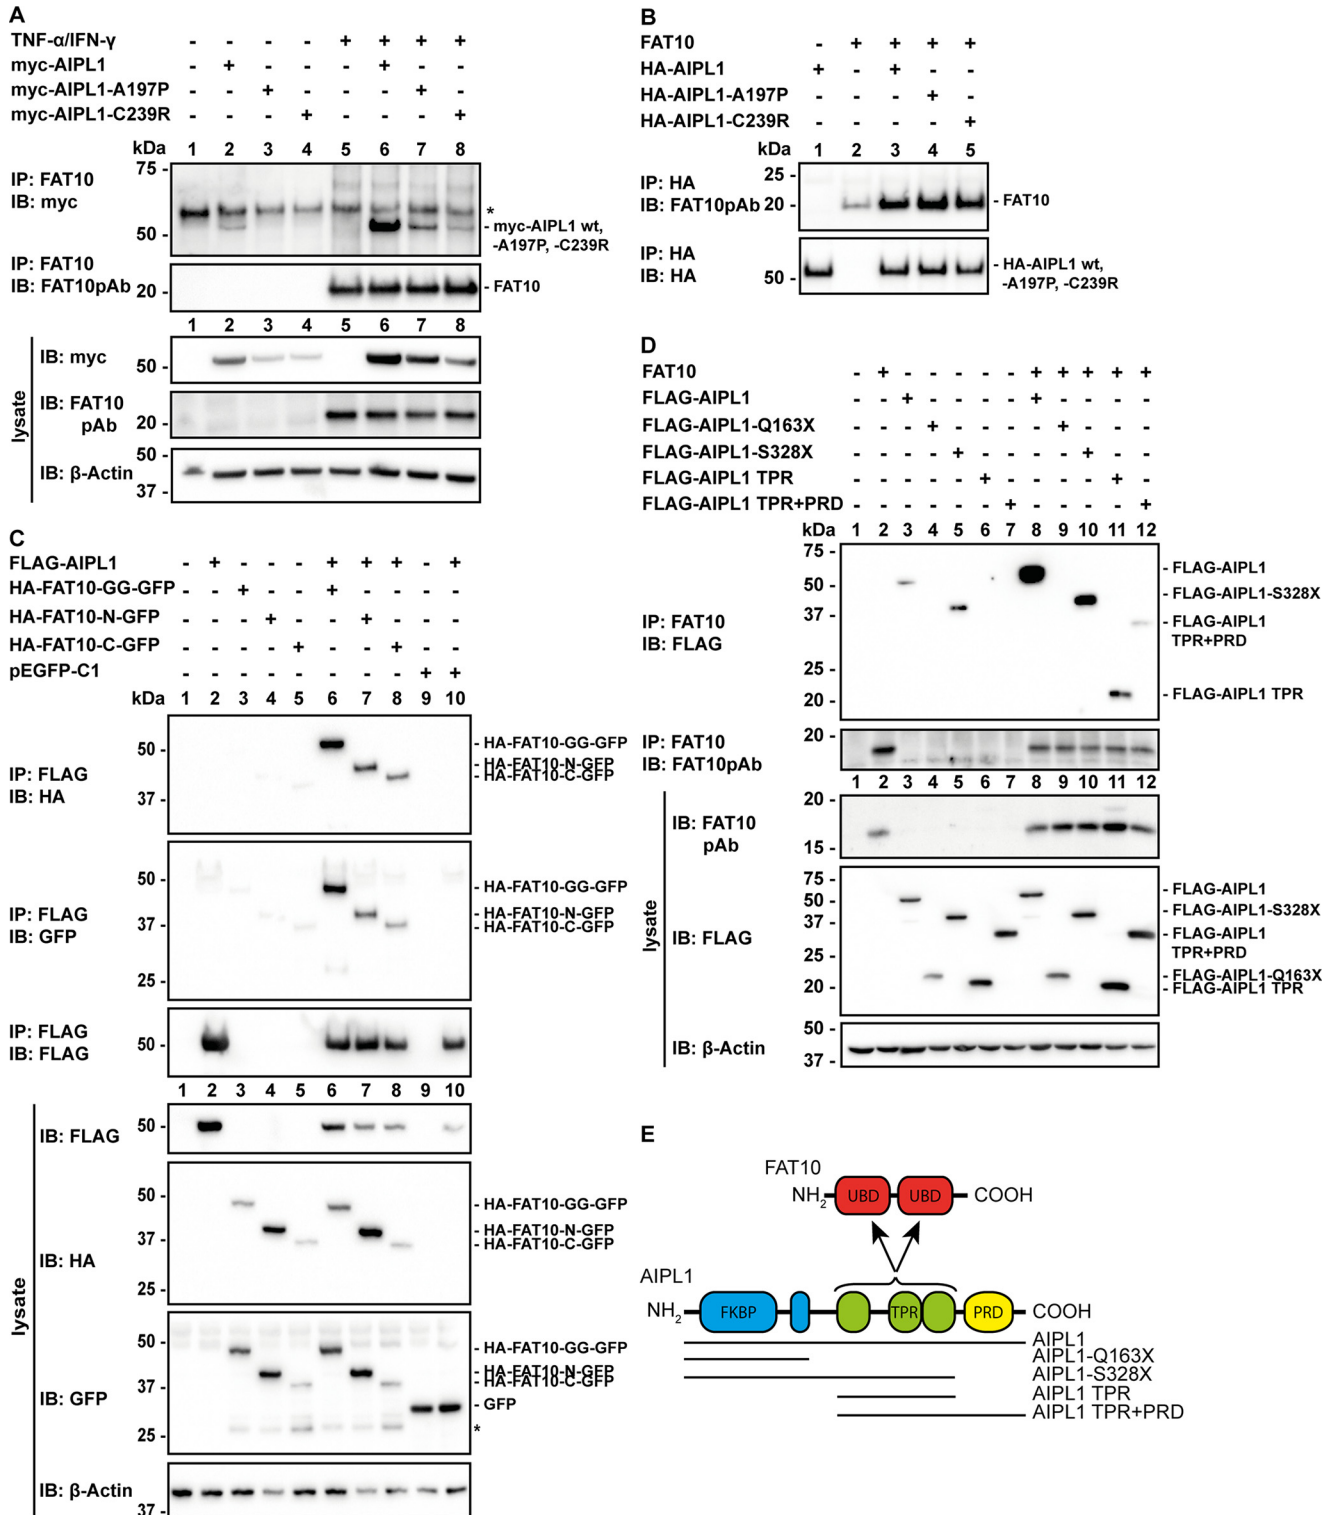 A
TNF-α/IFN-γ - - - - + + + +
myc-AIPL1 - + - - - + - -
myc-AIPL1-A197P - - + - - - + -
myc-AIPL1-C239R - - - + - - - +
kDa 1 2 3 4 5 6 7 8
75 -
IP: FAT10
IB: myc
*
50 -
- myc-AIPL1 wt,
-A197P, -C239R
IP: FAT10
IB: FAT10pAb
20 -
- FAT10
1 2 3 4 5 6 7 8
lysate
IB: myc
50 -
IB: FAT10
pAb
20 -
50 -
IB: β-Actin
37 -
B
FAT10 - + + + +
HA-AIPL1 + - + - -
HA-AIPL1-A197P - - - + -
HA-AIPL1-C239R - - - - +
kDa 1 2 3 4 5
25 -
IP: HA
IB: FAT10pAb
20 -
- FAT10
IP: HA
IB: HA
50 -
- HA-AIPL1 wt,
-A197P, -C239R
C
FLAG-AIPL1 - + - - - + + + - +
HA-FAT10-GG-GFP - - + - - + - - - -
HA-FAT10-N-GFP - - - + - - + - - -
HA-FAT10-C-GFP - - - - + - - + - -
pEGFP-C1 - - - - - - - - + +
kDa 1 2 3 4 5 6 7 8 9 10
50 -
IP: FLAG
IB: HA
37 -
- HA-FAT10-GG-GFP
- HA-FAT10-N-GFP
- HA-FAT10-C-GFP
50 -
IP: FLAG
IB: GFP
37 -
25 -
- HA-FAT10-GG-GFP
- HA-FAT10-N-GFP
- HA-FAT10-C-GFP
IP: FLAG
IB: FLAG
50 -
1 2 3 4 5 6 7 8 9 10
lysate
IB: FLAG
50 -
50 -
37 -
IB: HA
25 -
- HA-FAT10-GG-GFP
- HA-FAT10-N-GFP
- HA-FAT10-C-GFP
50 -
37 -
IB: GFP
25 -
- HA-FAT10-GG-GFP
- HA-FAT10-N-GFP
- HA-FAT10-C-GFP
- GFP
*
IB: β-Actin
37 -
D
FAT10 - + - - - - - + + + + +
FLAG-AIPL1 - - + - - - - + - - - -
FLAG-AIPL1-Q163X - - - + - - - - + - - -
FLAG-AIPL1-S328X - - - - + - - - - + - -
FLAG-AIPL1 TPR - - - - - + - - - - + -
FLAG-AIPL1 TPR+PRD - - - - - - + - - - - +
kDa 1 2 3 4 5 6 7 8 9 10 11 12
75 -
50 -
37 -
IP: FAT10
IB: FLAG
25 -
20 -
- FLAG-AIPL1
- FLAG-AIPL1-S328X
- FLAG-AIPL1
TPR+PRD
- FLAG-AIPL1 TPR
IP: FAT10
IB: FAT10pAb
20 -
1 2 3 4 5 6 7 8 9 10 11 12
lysate
20 -
IB: FAT10
pAb
15 -
75 -
50 -
37 -
IB: FLAG
25 -
20 -
- FLAG-AIPL1
- FLAG-AIPL1-S328X
- FLAG-AIPL1
TPR+PRD
- FLAG-AIPL1-Q163X
- FLAG-AIPL1 TPR
50 -
IB: β-Actin
37 -
E
FAT10
NH2 UBD UBD COOH
AIPL1
NH2 FKBP TPR PRD COOH
AIPL1
AIPL1-Q163X
AIPL1-S328X
AIPL1 TPR
AIPL1 TPR+PRD